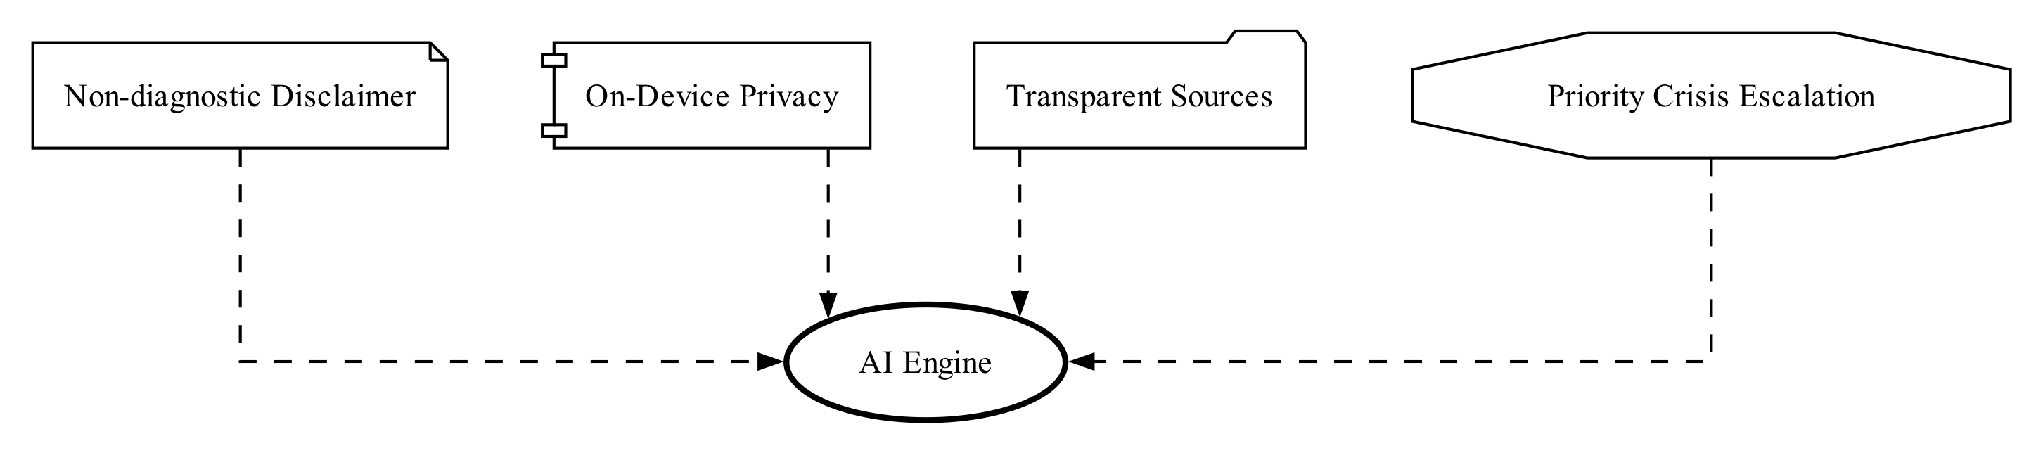 Non-diagnostic Disclaimer
On-Device Privacy
Transparent Sources
Priority Crisis Escalation
AI Engine